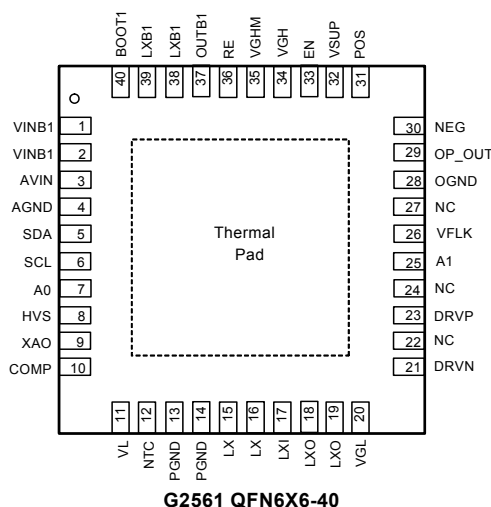 BOOT1
LXB1
LXB1
OUTB1
RE
VGHM
VGH
EN
VSUP
POS
40
39
38
37
36
35
34
33
32
31
VINB1 1
VINB1 2
AVIN 3
AGND 4
SDA 5
SCL 6
A0 7
HVS 8
XAO 9
COMP 10
Thermal
Pad
30 NEG
29 OP_OUT
28 OGND
27 NC
26 VFLK
25 A1
24 NC
23 DRVP
22 NC
21 DRVN
11
12
13
14
15
16
17
18
19
20
VL
NTC
PGND
PGND
LX
LX
LXI
LXO
LXO
VGL
G2561 QFN6X6-40